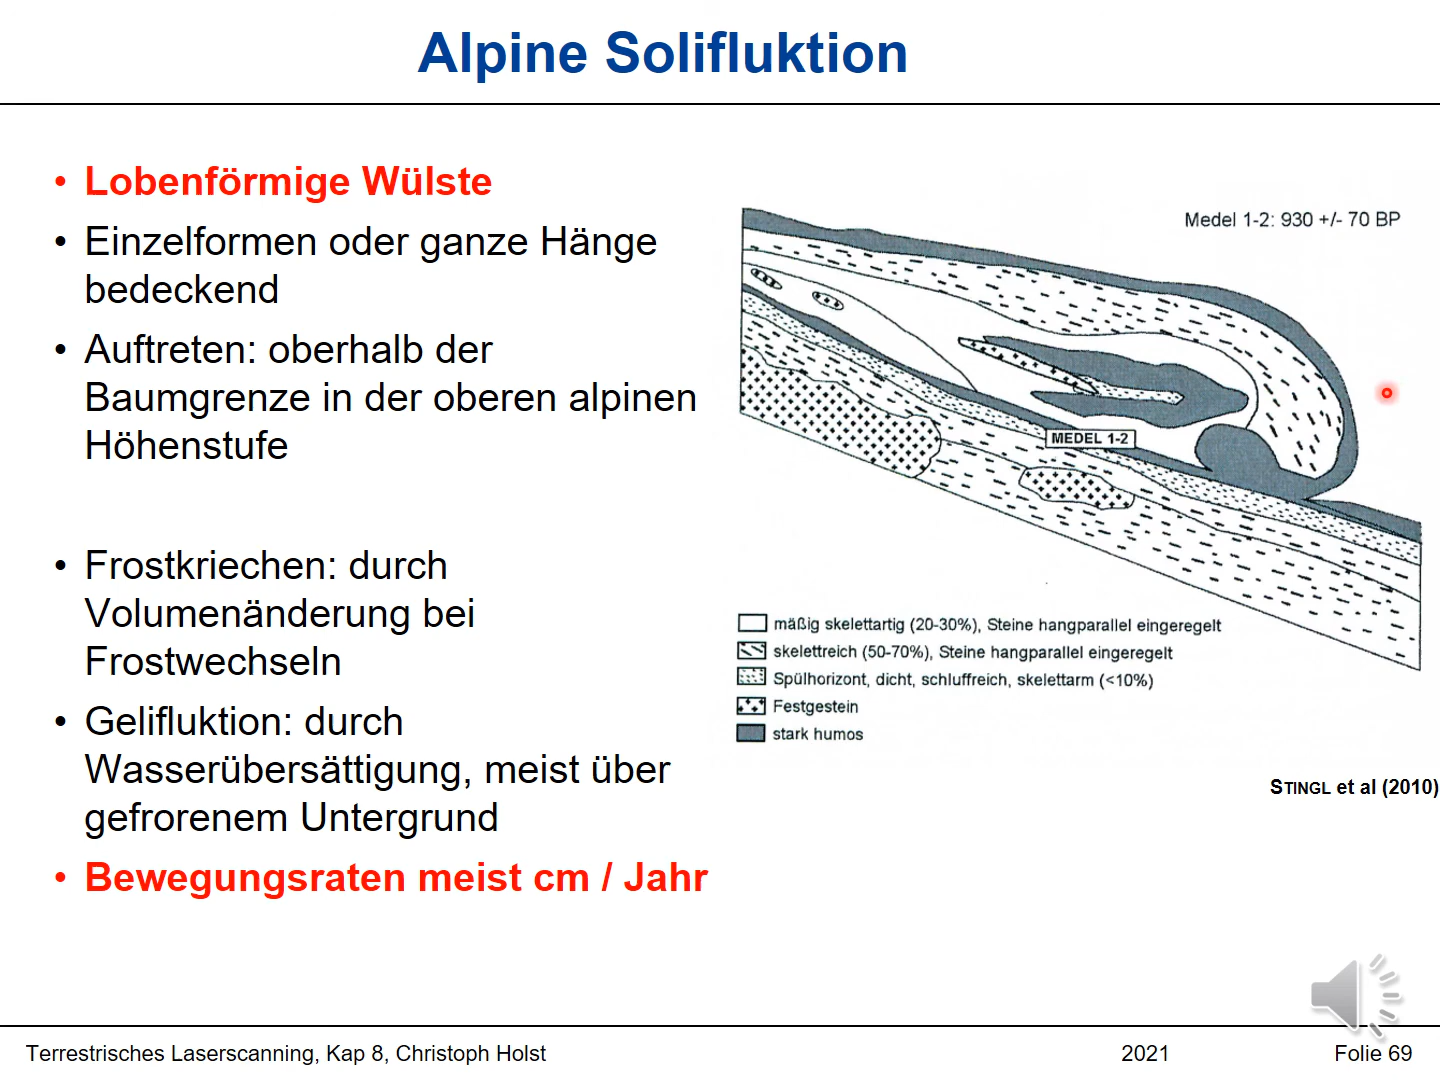 Alpine Solifluktion
• Lobenförmige Wülste
• Einzelformen oder ganze Hänge
bedeckend
• Auftreten: oberhalb der
Baumgrenze in der oberen alpinen
Höhenstufe
• Frostkriechen: durch
Volumenänderung bei
Frostwechseln
• Gelifluktion: durch
Wasserübersättigung, meist über
gefrorenem Untergrund
• Bewegungsraten meist cm / Jahr
Medel 1-2: 930 +/- 70 BP
MEDEL 1-2
mäßig skelettartig (20-30%), Steine hangparallel eingeregelt
skelettreich (50-70%), Steine hangparallel eingeregelt
Spülhorizont, dicht, schluffreich, skelettarm (<10%)
Festgestein
stark humos
STINGL et al (2010)
Terrestrisches Laserscanning, Kap 8, Christoph Holst
2021
Folie 69